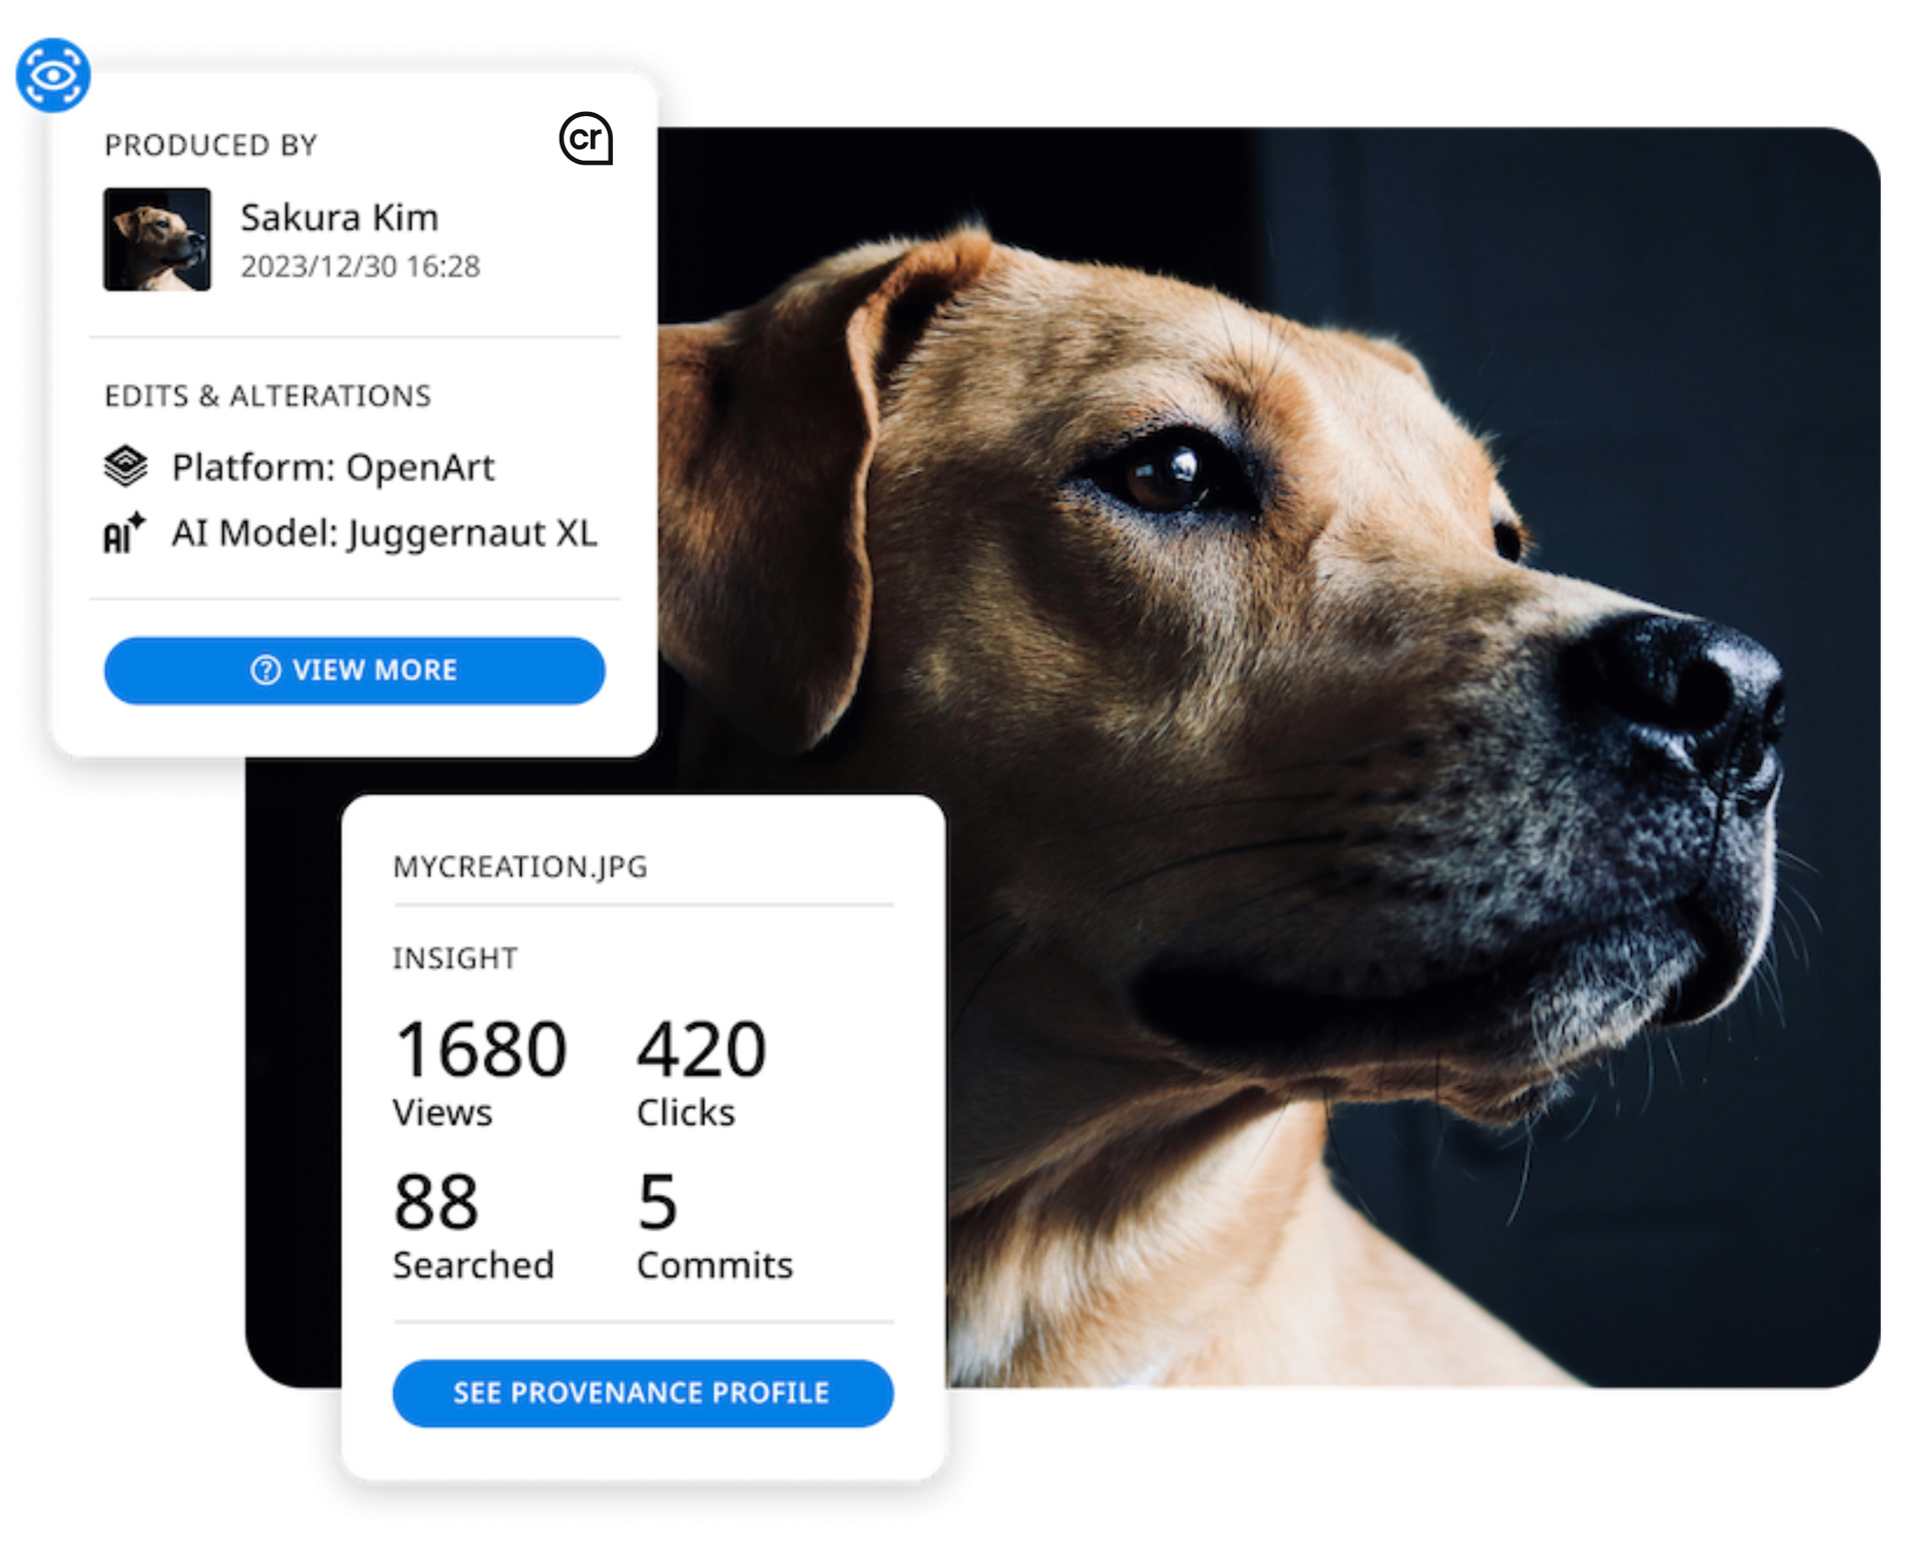 PRODUCED BY
cr
Sakura Kim
2023/12/30 16:28
EDITS & ALTERATIONS
Platform: OpenArt
AI AI Model: Juggernaut XL
? VIEW MORE
MYCREATION.JPG
INSIGHT
1680 420
Views Clicks
88 5
Searched Commits
SEE PROVENANCE PROFILE